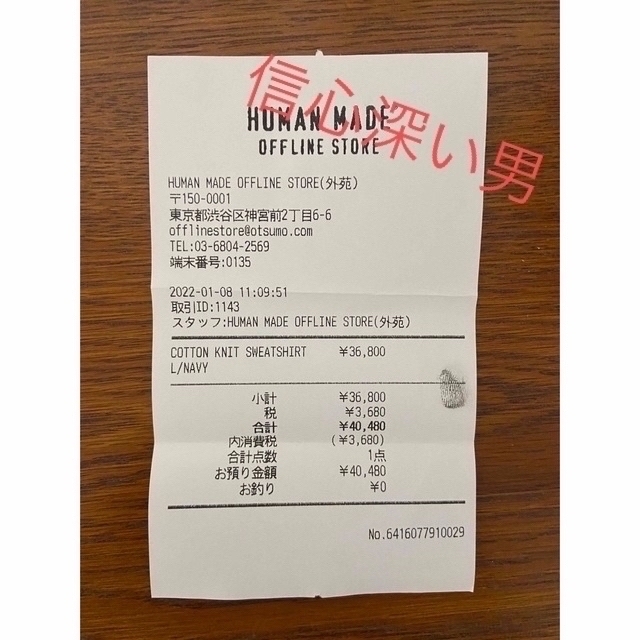 信心深い男
HUMAN MADE
OFFLINE STORE
HUMAN MADE OFFLINE STORE(外苑)
〒150-0001
東京都渋谷区神宮前2丁目6-6
offlinestore@otsumo.com
TEL:03-6804-2569
端末番号:0135
2022-01-08 11:09:51
取引ID:1143
スタッフ:HUMAN MADE OFFLINE STORE(外苑)
COTTON KNIT SWEATSHIRT ¥36,800
L/NAVY
小計 ¥36,800
税 ¥3,680
合計 ¥40,480
内消費税 (¥3,680)
合計点数 1点
お預り金額 ¥40,480
お釣り ¥0
No.6416077910029